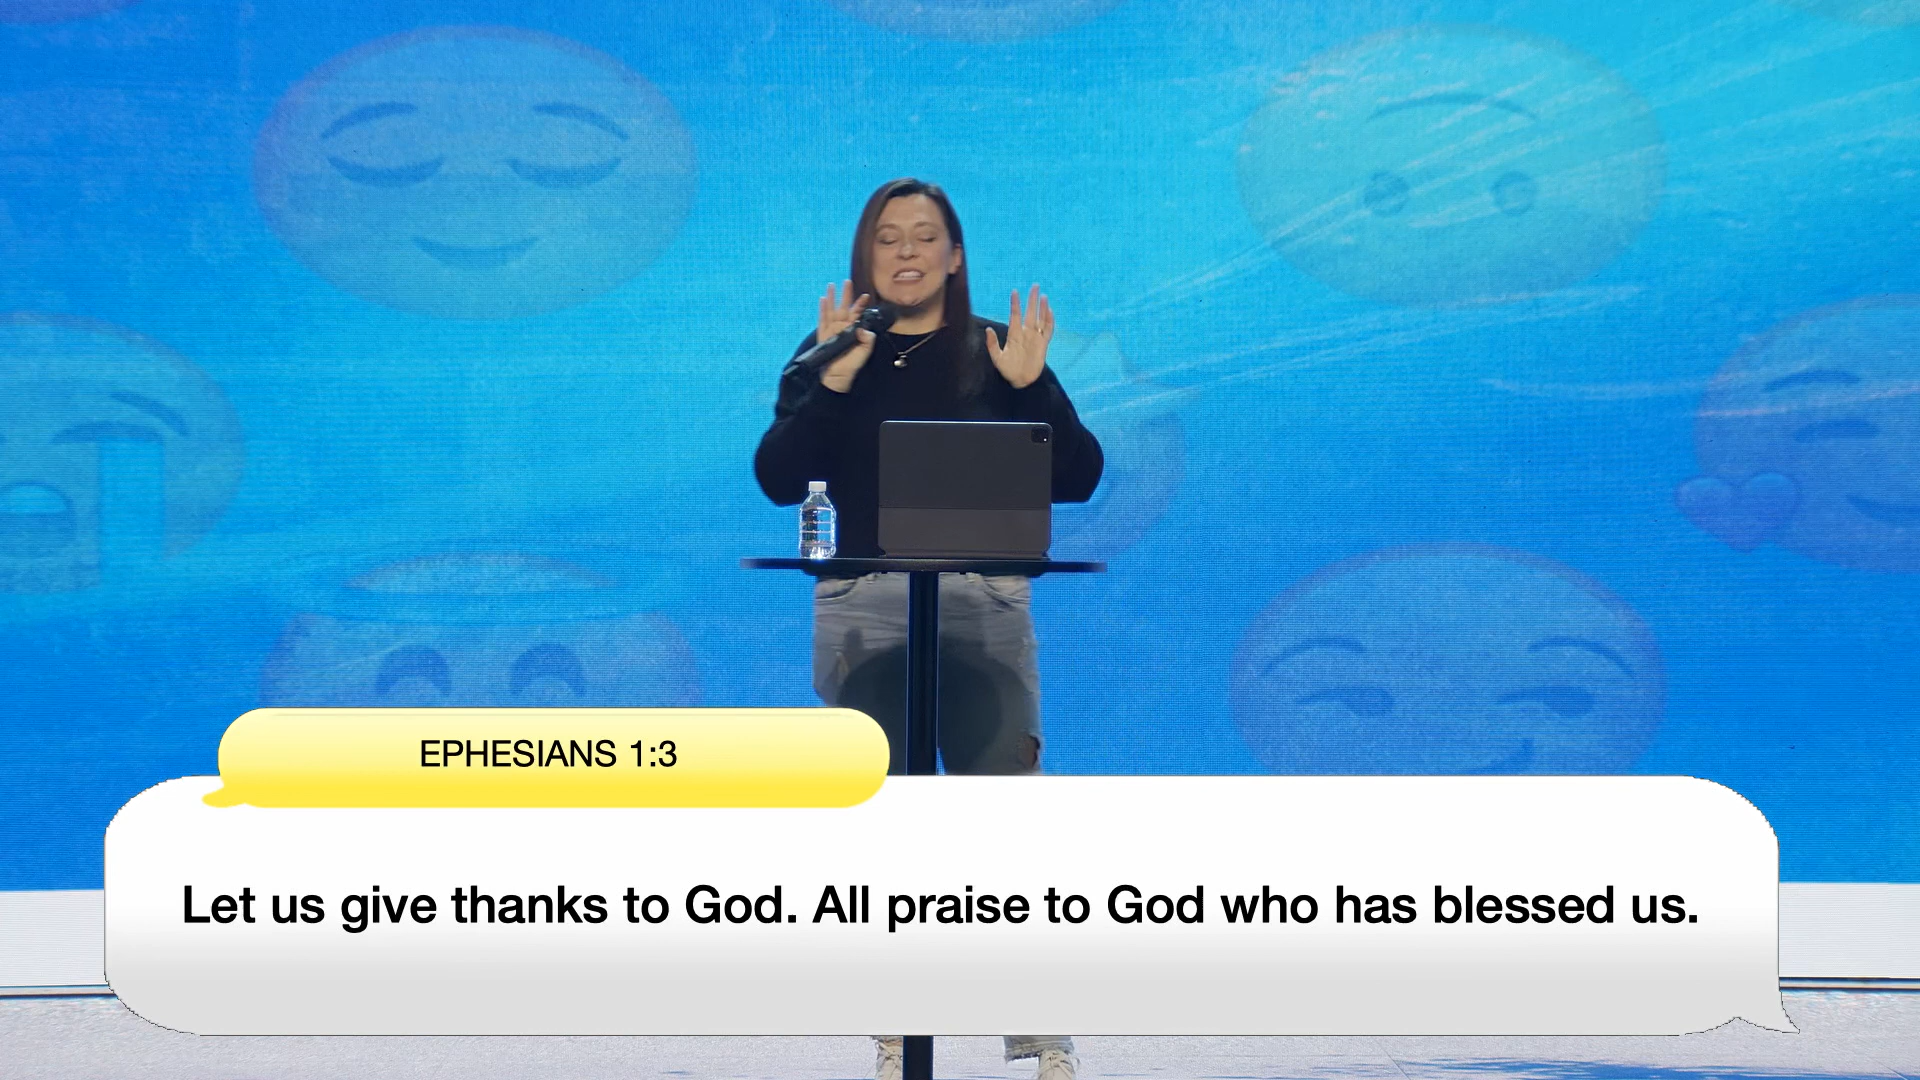 EPHESIANS 1:3
Let us give thanks to God. All praise to God who has blessed us.